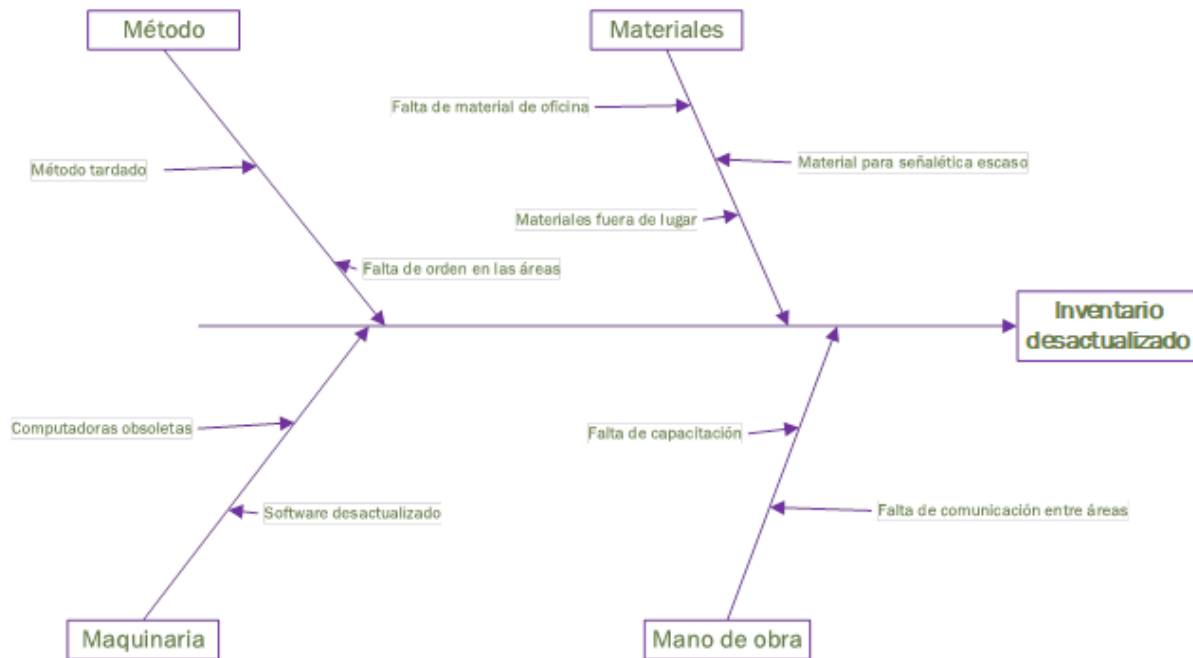 Método
Materiales
Falta de material de oficina
Método tardado
Material para señalética escaso
Materiales fuera de lugar
Falta de orden en las áreas
Inventario
desactualizado
Computadoras obsoletas
Falta de capacitación
Software desactualizado
Falta de comunicación entre áreas
Maquinaria
Mano de obra